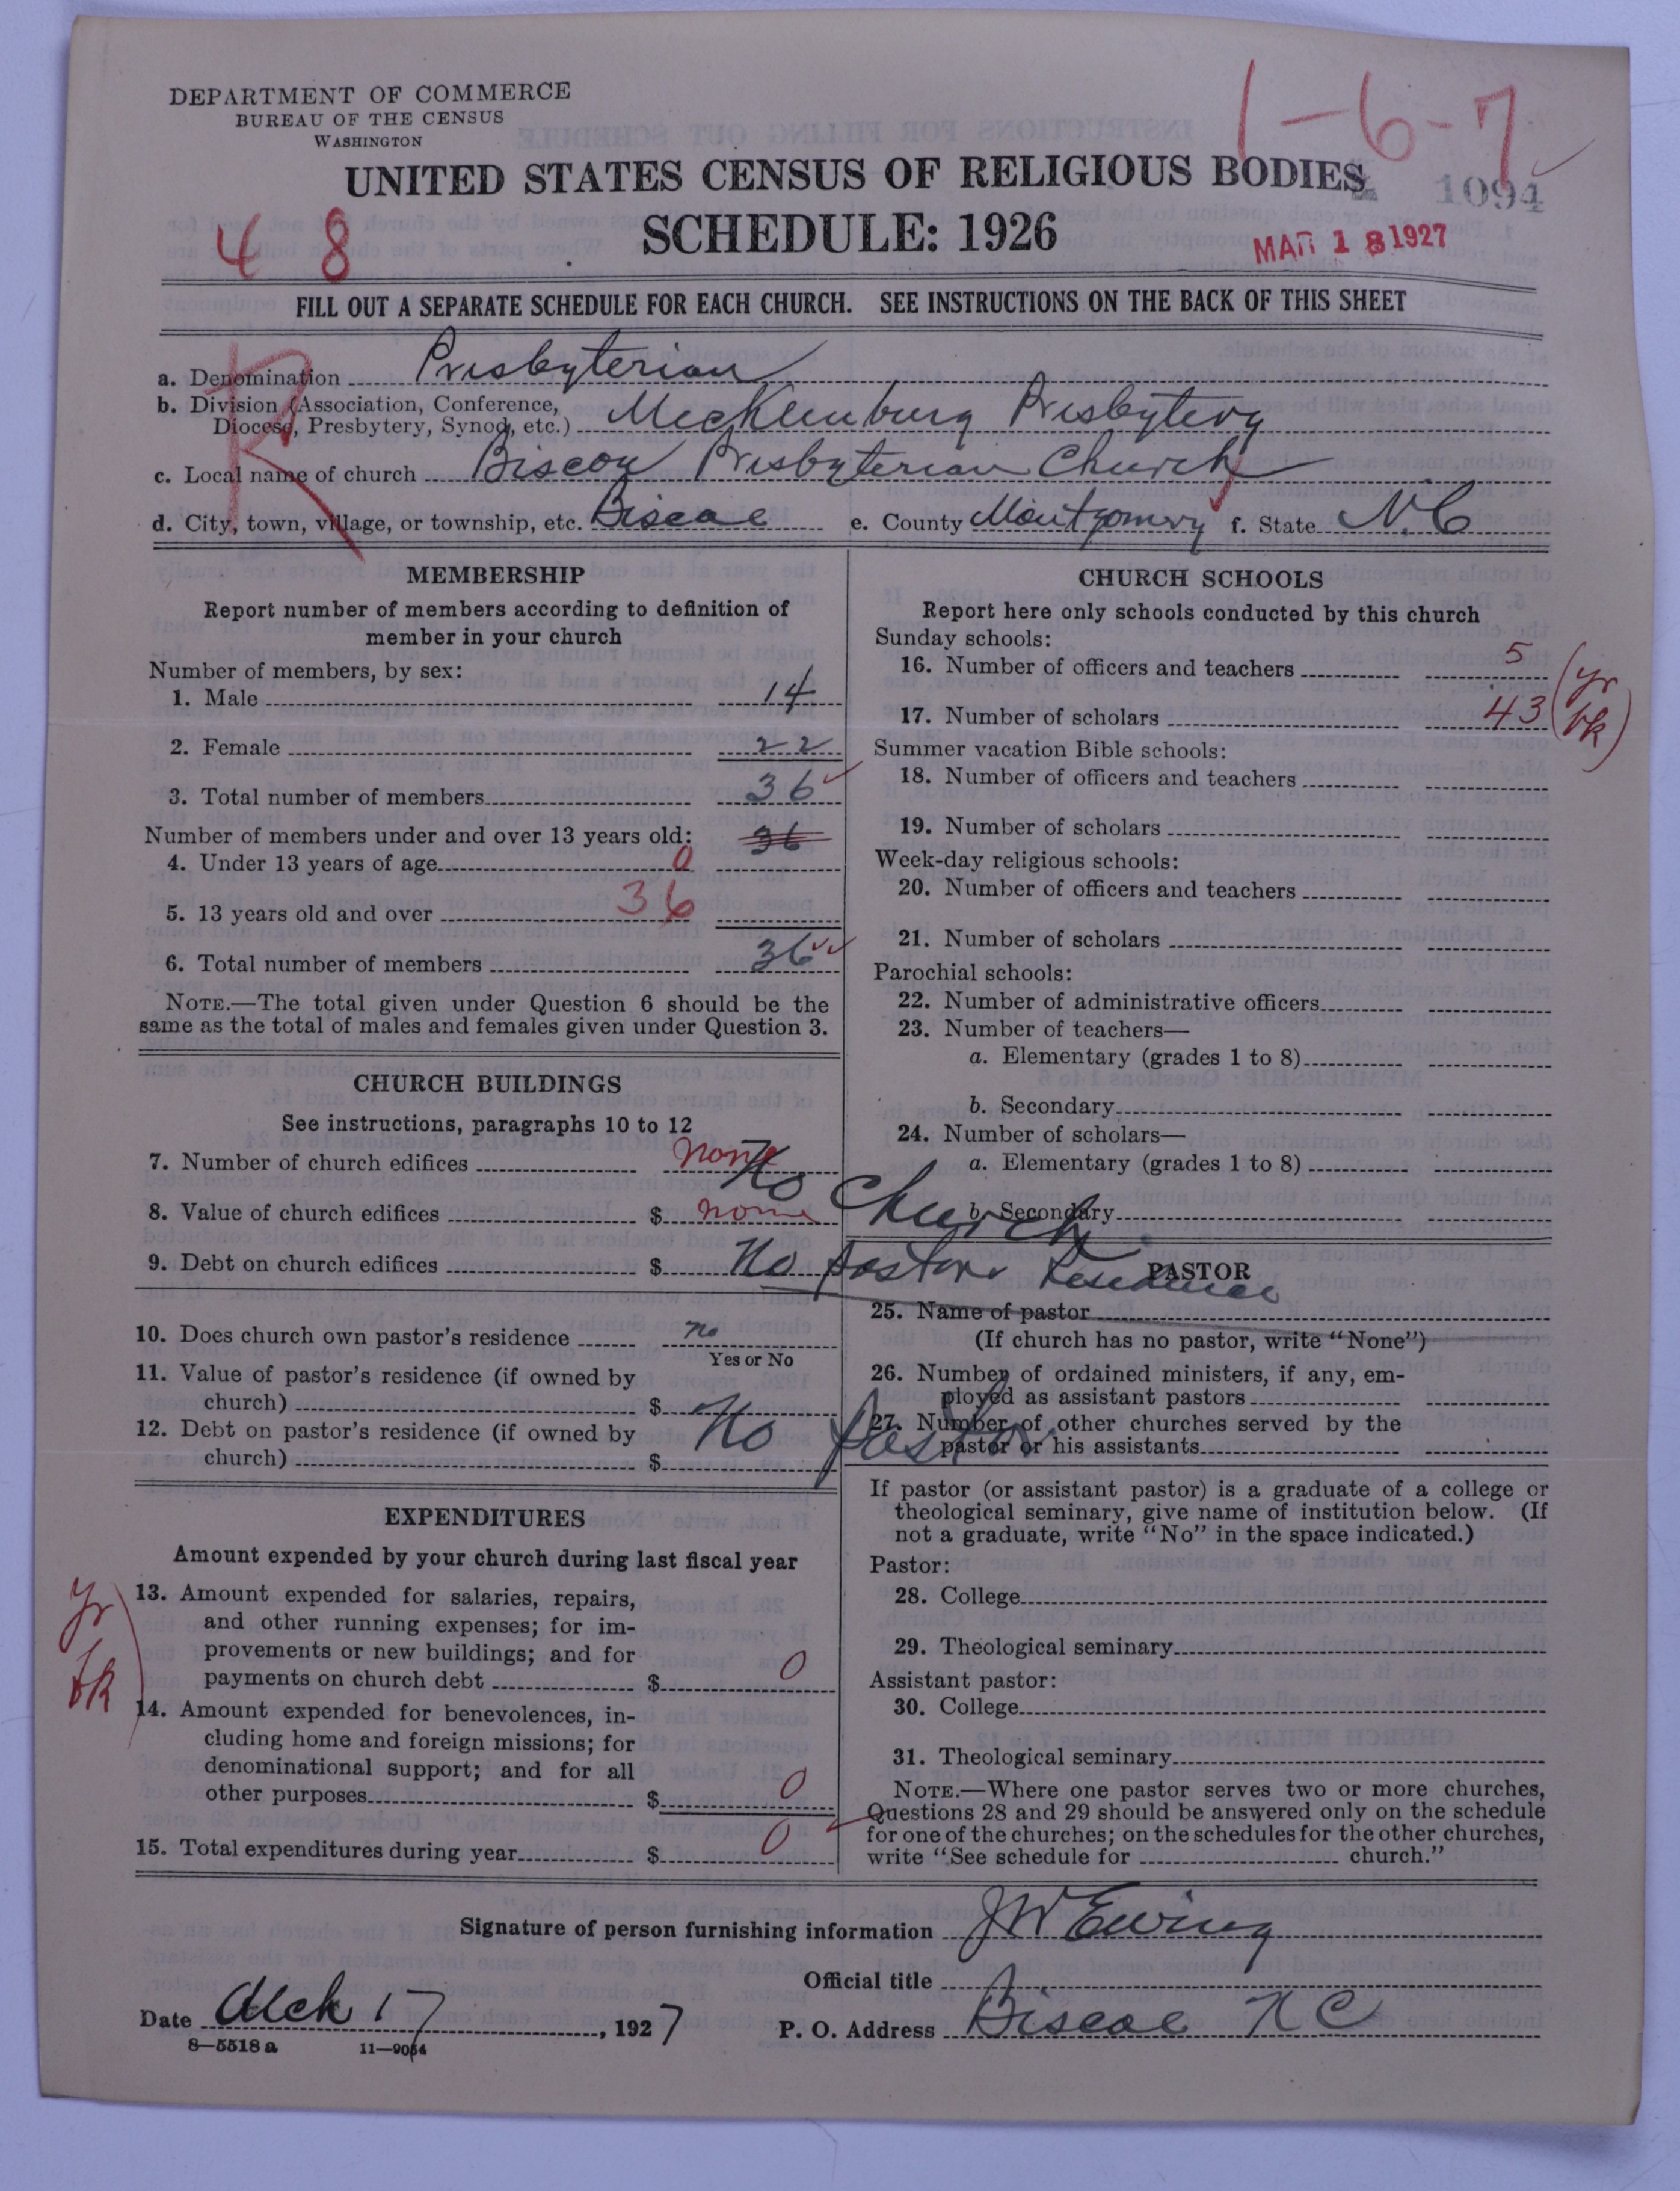 DEPARTMENT OF COMMERCE
BUREAU OF THE CENSUS
WASHINGTON
1-6-7
UNITED STATES CENSUS OF RELIGIOUS BODIES
1094
4 8
SCHEDULE: 1926
MAR 18 1927
FILL OUT A SEPARATE SCHEDULE FOR EACH CHURCH. SEE INSTRUCTIONS ON THE BACK OF THIS SHEET
R
a. Denomination Presbyterian
b. Division (Association, Conference, Diocese, Presbytery, Synod, etc.) Mecklenburg Presbytery
c. Local name of church Biscoe Presbyterian Church
d. City, town, village, or township, etc. Biscoe e. County Montgomery f. State N.C
MEMBERSHIP
Report number of members according to definition of
member in your church
Number of members, by sex:
1. Male 14
2. Female 22
3. Total number of members 36
Number of members under and over 13 years old: 36
4. Under 13 years of age 0
5. 13 years old and over 36
6. Total number of members 36
NOTE.—The total given under Question 6 should be the
same as the total of males and females given under Question 3.
CHURCH BUILDINGS
See instructions, paragraphs 10 to 12
7. Number of church edifices none
No Church
8. Value of church edifices $ none
9. Debt on church edifices $ No Pastors Residence
10. Does church own pastor's residence no
Yes or No
11. Value of pastor's residence (if owned by
church) $
12. Debt on pastor's residence (if owned by
church) $
No Pastor
EXPENDITURES
Amount expended by your church during last fiscal year
yr
bk
13. Amount expended for salaries, repairs,
and other running expenses; for im-
provements or new buildings; and for
payments on church debt $ 0
14. Amount expended for benevolences, in-
cluding home and foreign missions; for
denominational support; and for all
other purposes $ 0
15. Total expenditures during year $ 0
CHURCH SCHOOLS
Report here only schools conducted by this church
Sunday schools:
16. Number of officers and teachers 5
17. Number of scholars 43
(yr
bk)
Summer vacation Bible schools:
18. Number of officers and teachers
19. Number of scholars
Week-day religious schools:
20. Number of officers and teachers
21. Number of scholars
Parochial schools:
22. Number of administrative officers
23. Number of teachers—
a. Elementary (grades 1 to 8)
b. Secondary
24. Number of scholars—
a. Elementary (grades 1 to 8)
b. Secondary
PASTOR
25. Name of pastor
(If church has no pastor, write "None")
26. Number of ordained ministers, if any, em-
ployed as assistant pastors
27. Number of other churches served by the
pastor or his assistants
If pastor (or assistant pastor) is a graduate of a college or
theological seminary, give name of institution below. (If
not a graduate, write "No" in the space indicated.)
Pastor:
28. College
29. Theological seminary
Assistant pastor:
30. College
31. Theological seminary
NOTE.—Where one pastor serves two or more churches,
Questions 28 and 29 should be answered only on the schedule
for one of the churches; on the schedules for the other churches,
write "See schedule for church."
Signature of person furnishing information J W Ewing
Official title
Date Mch 17, 1927 P. O. Address Biscoe N C
8—5518 a 11—9054